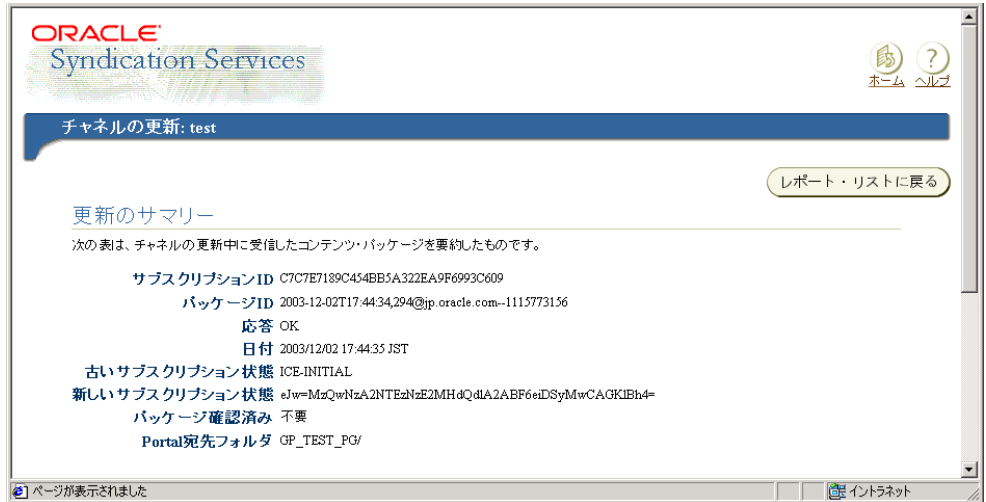 ORACLE
Syndication Services
ホーム ヘルプ
チャネルの更新: test
レポート・リストに戻る
更新のサマリー
次の表は、チャネルの更新中に受信したコンテンツ・パッケージを要約したものです。
サブスクリプションID C7C7E7189C454BB5A322EA9F6993C609
パッケージID 2003-12-02T17:44:34,294@jp.oracle.com--1115773156
応答 OK
日付 2003/12/02 17:44:35 JST
古いサブスクリプション状態 ICE-INITIAL
新しいサブスクリプション状態 eJw=MzQwNzA2NTEzNzE2MHdQdlA2ABF6eiDSyMwCAGKlBh4=
パッケージ確認済み 不要
Portal宛先フォルダ GP_TEST_PG/
ページが表示されました イントラネット